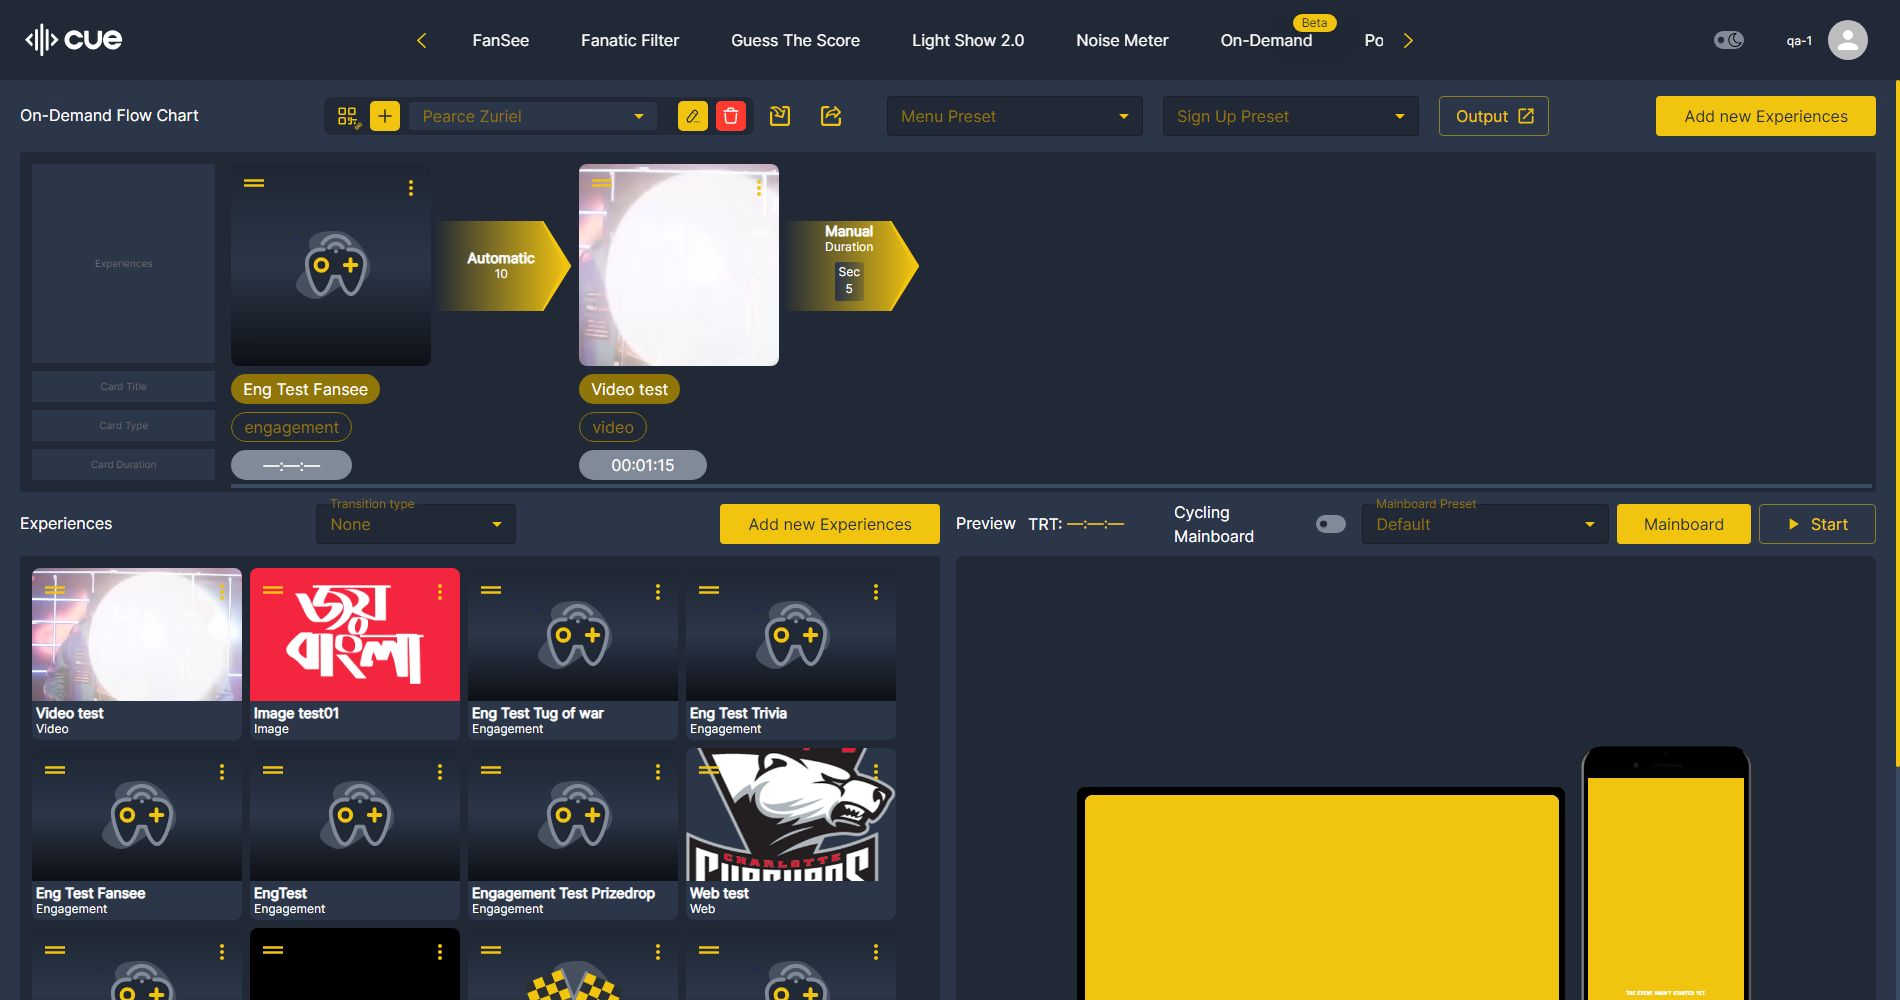 cue
FanSee
Fanatic Filter
Guess The Score
Light Show 2.0
Noise Meter
Beta
On-Demand
Po
qa-1
On-Demand Flow Chart
Pearce Zuriel
Menu Preset
Sign Up Preset
Output
Add new Experiences
Experiences
Automatic
10
Manual
Duration
Sec
5
Card Title
Eng Test Fansee
Video test
Card Type
engagement
video
Card Duration
—:—:—
00:01:15
Experiences
Transition type
None
Add new Experiences
Preview
TRT: —:—:—
Cycling
Mainboard
Mainboard Preset
Default
Mainboard
Start
জয়
বাংলা
Video test
Video
Image test01
Image
Eng Test Tug of war
Engagement
Eng Test Trivia
Engagement
CHARLOTTE
Eng Test Fansee
Engagement
EngTest
Engagement
Engagement Test Prizedrop
Engagement
Web test
Web
THE EVENT HASN'T STARTED YET.